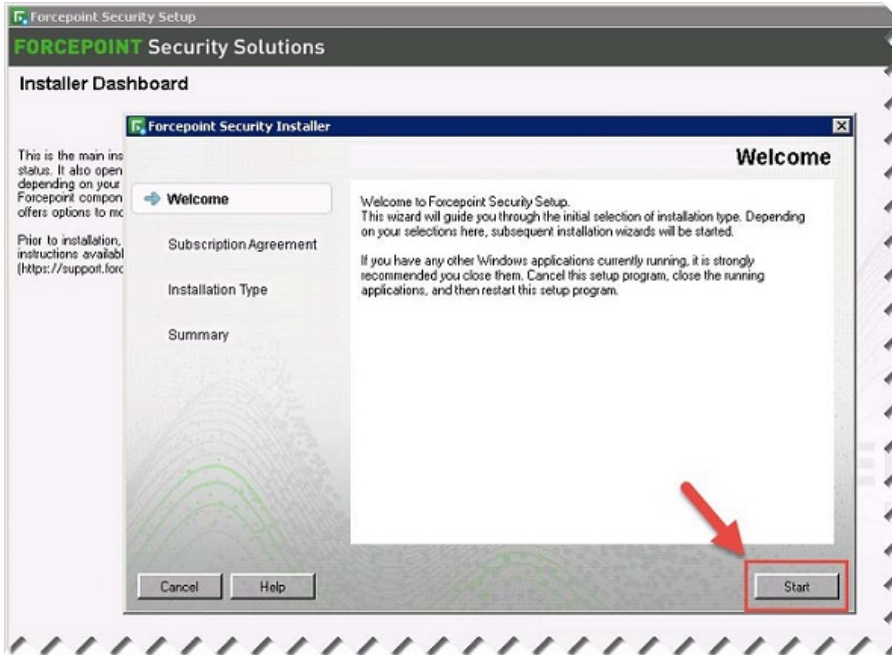 Forcepoint Security Setup
FORCEPOINT Security Solutions
Installer Dashboard
This is the main ins
status. It also open
depending on your
Forcepoint compon
offers options to mo
Prior to installation,
instructions availabl
(https://support.forc
Forcepoint Security Installer
Welcome
Welcome
Subscription Agreement
Installation Type
Summary
Welcome to Forcepoint Security Setup.
This wizard will guide you through the initial selection of installation type. Depending
on your selections here, subsequent installation wizards will be started.
If you have any other Windows applications currently running, it is strongly
recommended you close them. Cancel this setup program, close the running
applications, and then restart this setup program.
Cancel
Help
Start